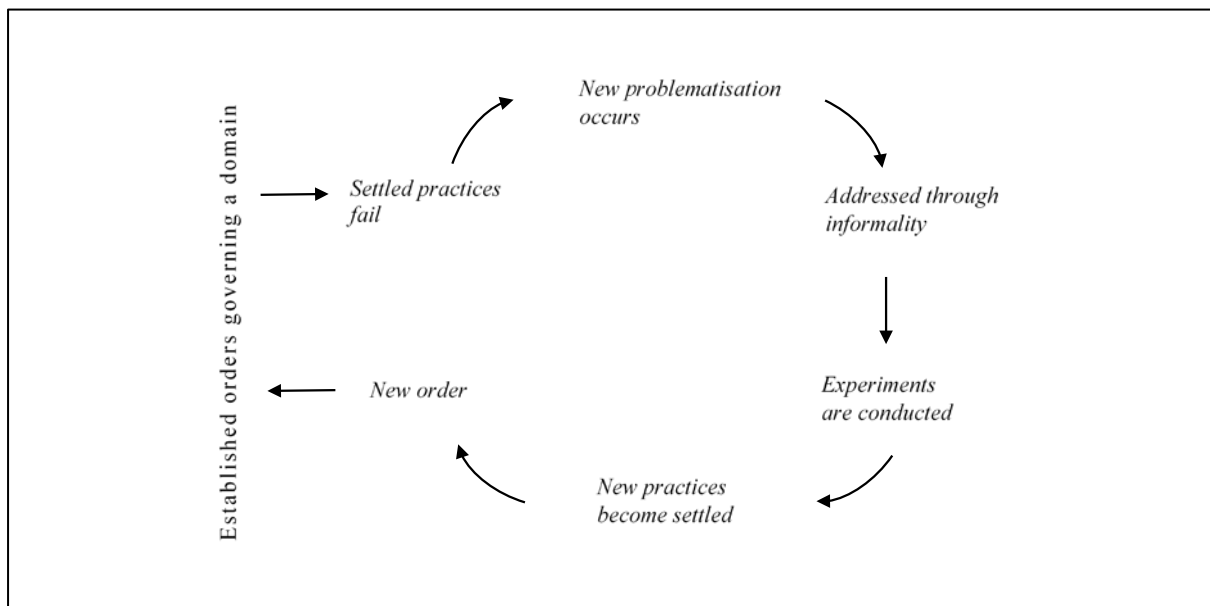 Established orders governing a domain
Settled practices
fail
New problematisation
occurs
Addressed through
informality
Experiments
are conducted
New practices
become settled
New order